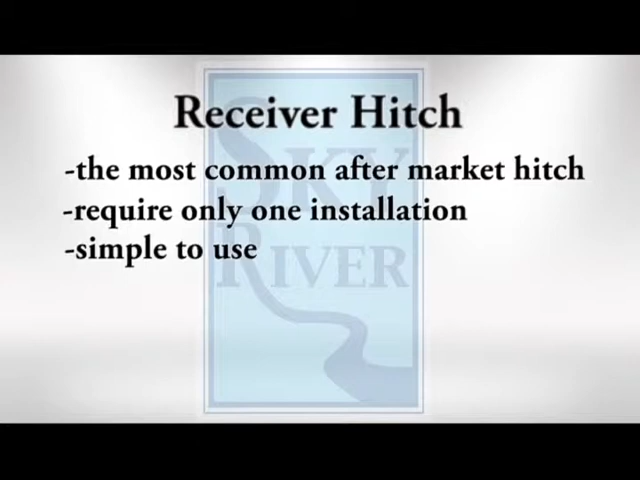 Receiver Hitch
-the most common after market hitch
-require only one installation
-simple to use
SKY
RIVER